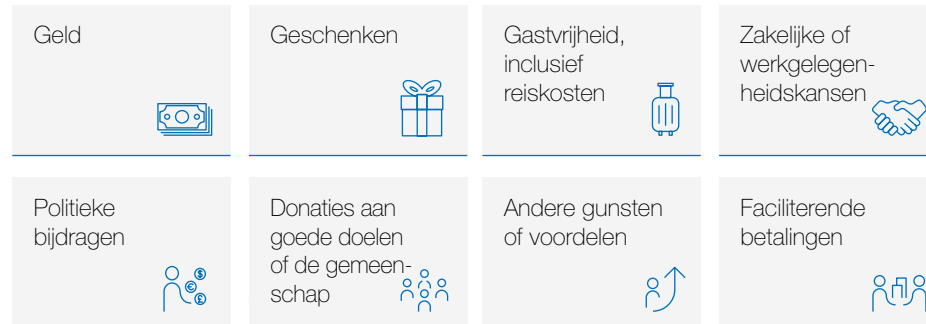 Geld
Geschenken
Gastvrijheid,
inclusief
reiskosten
Zakelijke of
werkgelegen-
heidskansen
Politieke
bijdragen
$
€
£
Donaties aan
goede doelen
of de gemeen-
schap
Andere gunsten
of voordelen
Faciliterende
betalingen